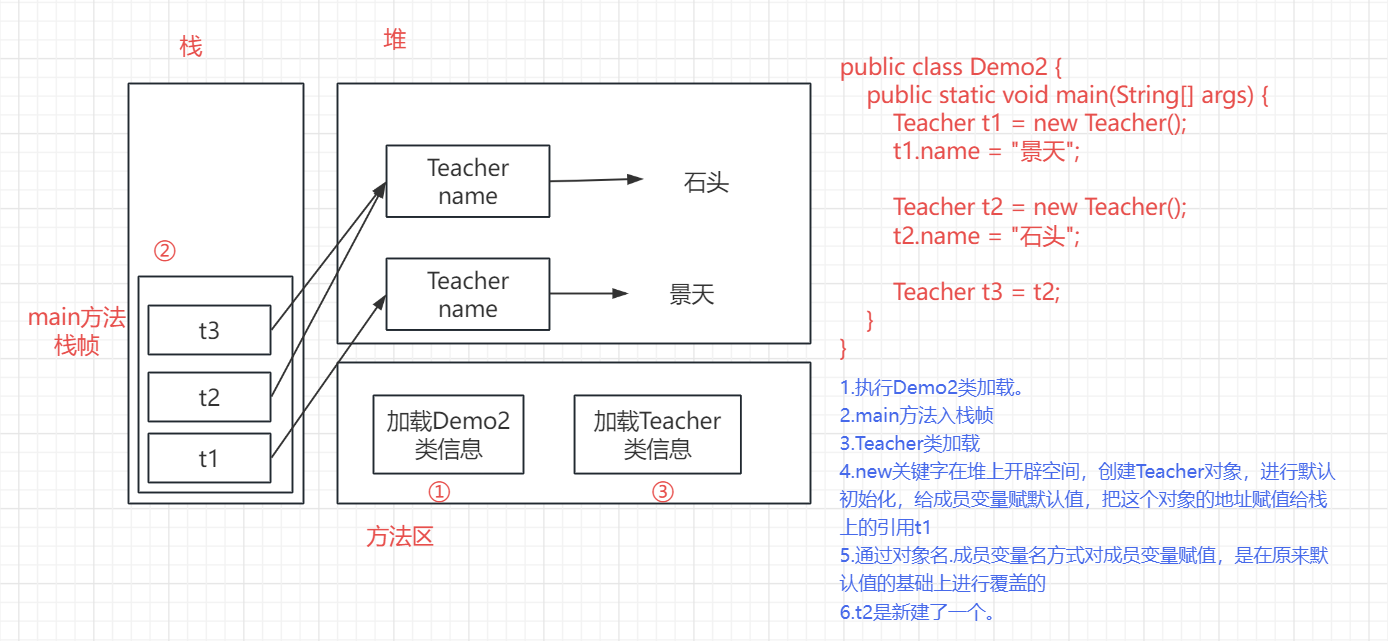 栈
堆
②
main方法
栈帧
t3
t2
t1
Teacher
name
石头
Teacher
name
景天
加载Demo2
类信息
①
加载Teacher
类信息
③
方法区
public class Demo2 {
public static void main(String[] args) {
Teacher t1 = new Teacher();
t1.name = "景天";
Teacher t2 = new Teacher();
t2.name = "石头";
Teacher t3 = t2;
}
}
1.执行Demo2类加载。
2.main方法入栈帧
3.Teacher类加载
4.new关键字在堆上开辟空间，创建Teacher对象，进行默认
初始化，给成员变量赋默认值，把这个对象的地址赋值给栈
上的引用t1
5.通过对象名.成员变量名方式对成员变量赋值，是在原来默
认值的基础上进行覆盖的
6.t2是新建了一个。